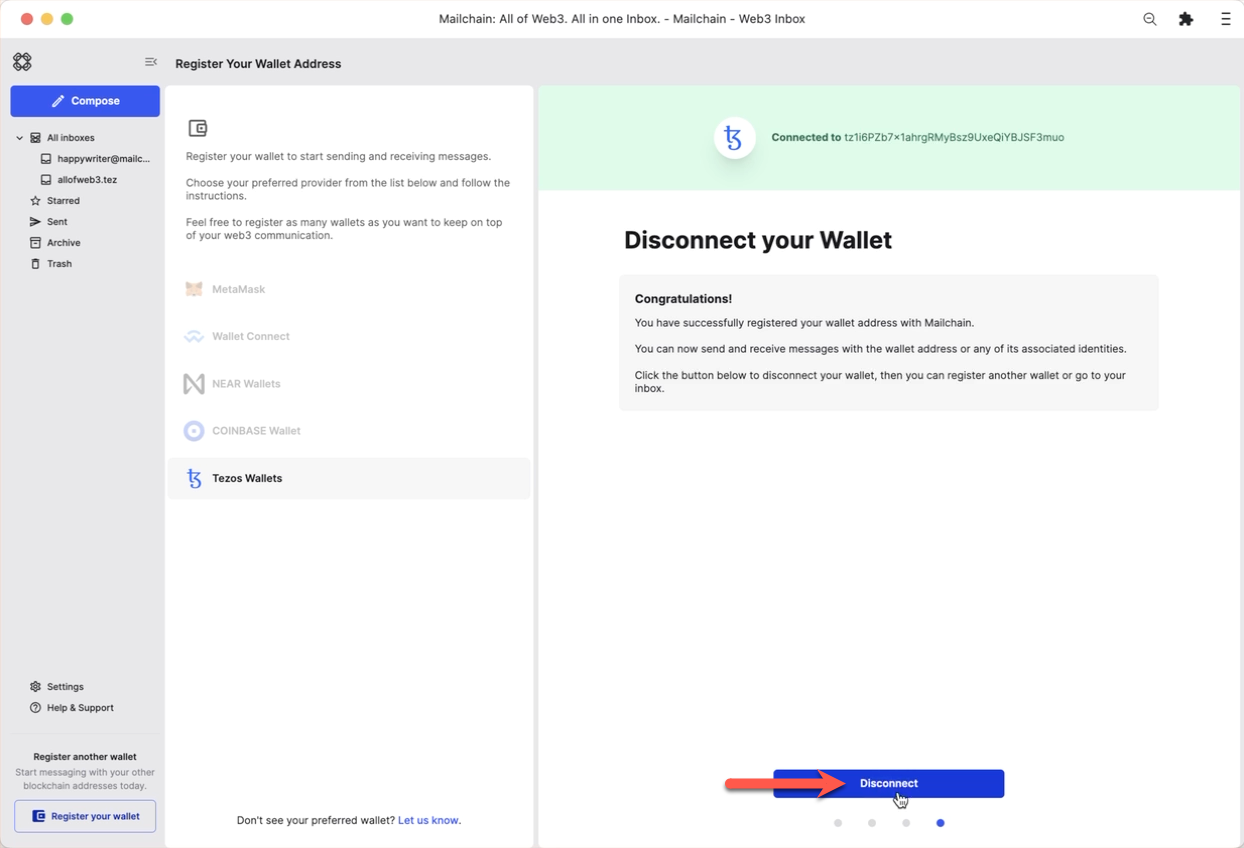 Mailchain: All of Web3. All in one Inbox. - Mailchain - Web3 Inbox
Register Your Wallet Address
Compose
All inboxes
happywriter@mailc...
allofweb3.tez
Starred
Sent
Archive
Trash
Settings
Help & Support
Register another wallet
Start messaging with your other
blockchain addresses today.
Register your wallet
Register your wallet to start sending and receiving messages.
Choose your preferred provider from the list below and follow the
instructions.
Feel free to register as many wallets as you want to keep on top
of your web3 communication.
MetaMask
Wallet Connect
NEAR Wallets
COINBASE Wallet
Tezos Wallets
Don't see your preferred wallet? Let us know.
Connected to tz1i6PZb7x1ahrgRMyBsz9UxeQiYBJSF3muo
Disconnect your Wallet
Congratulations!
You have successfully registered your wallet address with Mailchain.
You can now send and receive messages with the wallet address or any of its associated identities.
Click the button below to disconnect your wallet, then you can register another wallet or go to your
inbox.
Disconnect